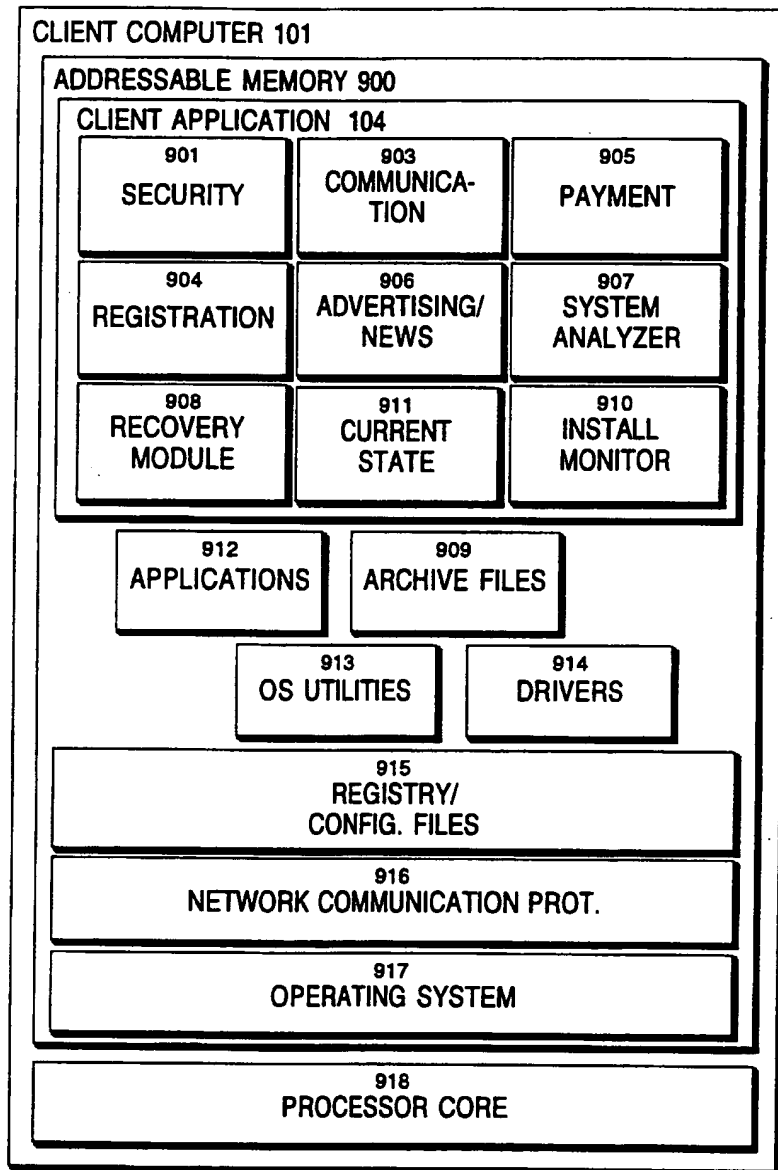 CLIENT COMPUTER 101
ADDRESSABLE MEMORY 900
CLIENT APPLICATION 104
901
SECURITY
903
COMMUNICA-
TION
905
PAYMENT
904
REGISTRATION
906
ADVERTISING/
NEWS
907
SYSTEM
ANALYZER
908
RECOVERY
MODULE
911
CURRENT
STATE
910
INSTALL
MONITOR
912
APPLICATIONS
909
ARCHIVE FILES
913
OS UTILITIES
914
DRIVERS
915
REGISTRY/
CONFIG. FILES
916
NETWORK COMMUNICATION PROT.
917
OPERATING SYSTEM
918
PROCESSOR CORE